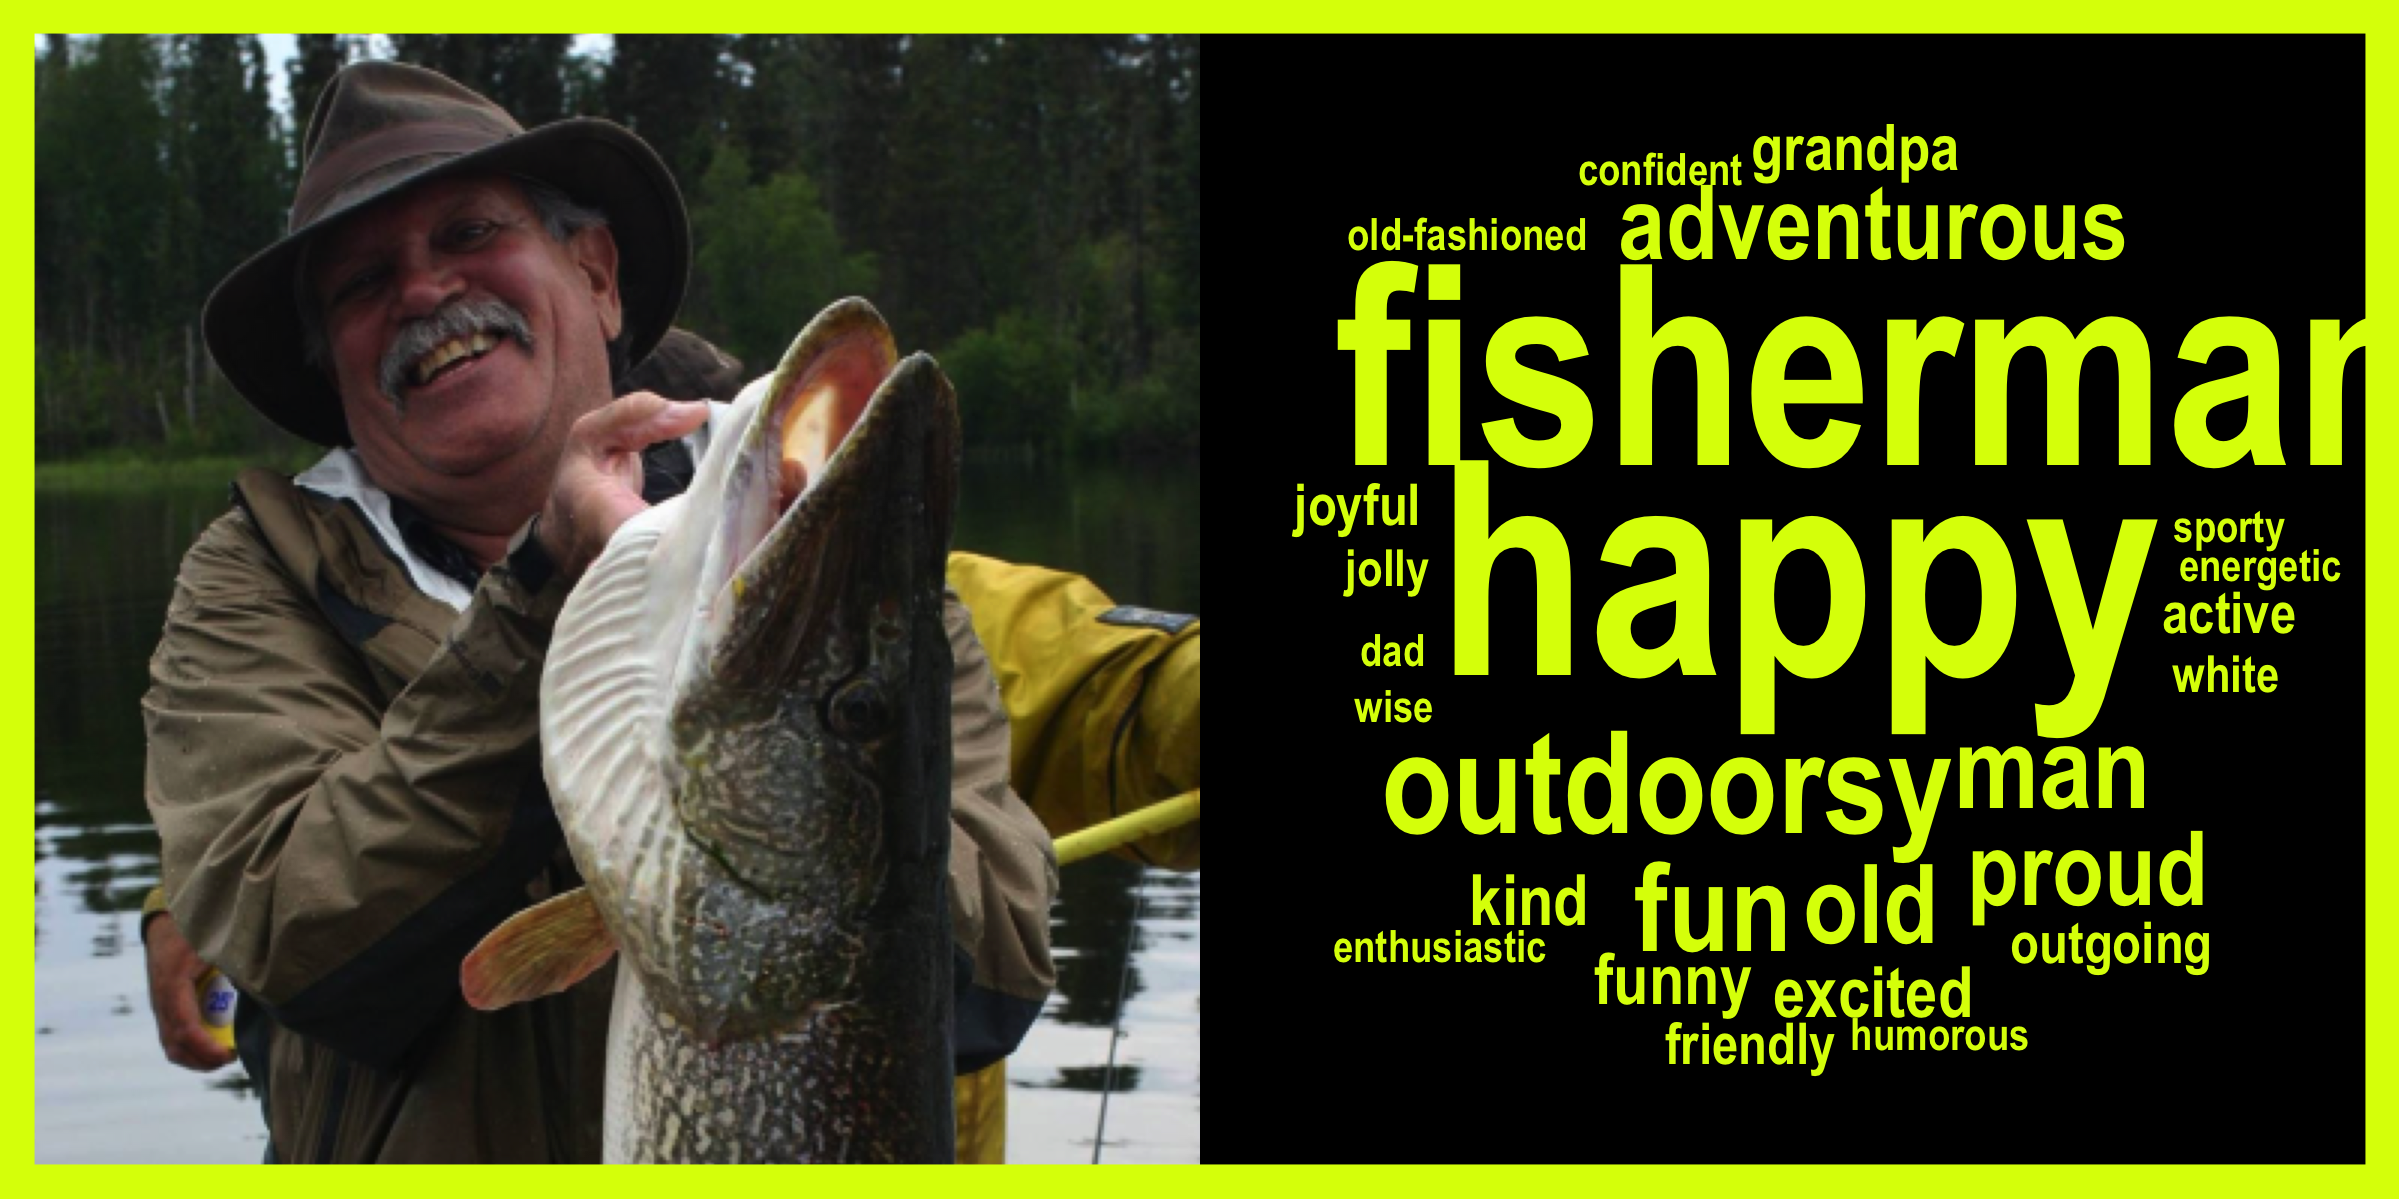 confident grandpa
old-fashioned adventurous
fisherman
happy
joyful
jolly
dad
wise
sporty
energetic
active
white
outdoorsy man
kind fun old proud
enthusiastic outgoing
funny excited
friendly humorous
25